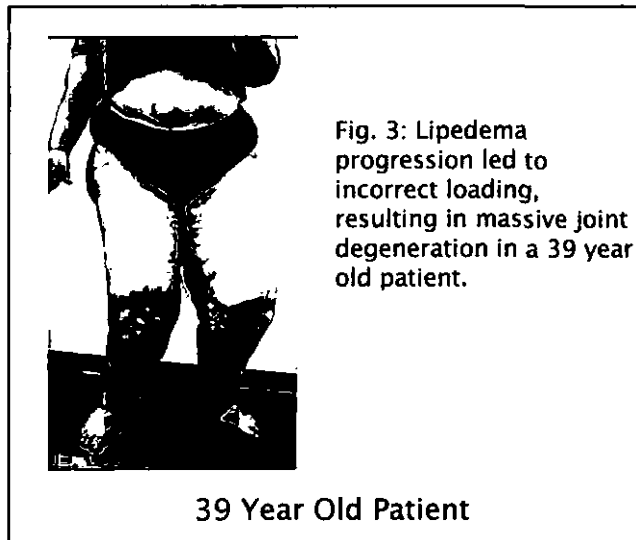 Fig. 3: Lipedema
progression led to
incorrect loading,
resulting in massive joint
degeneration in a 39 year
old patient.
39 Year Old Patient